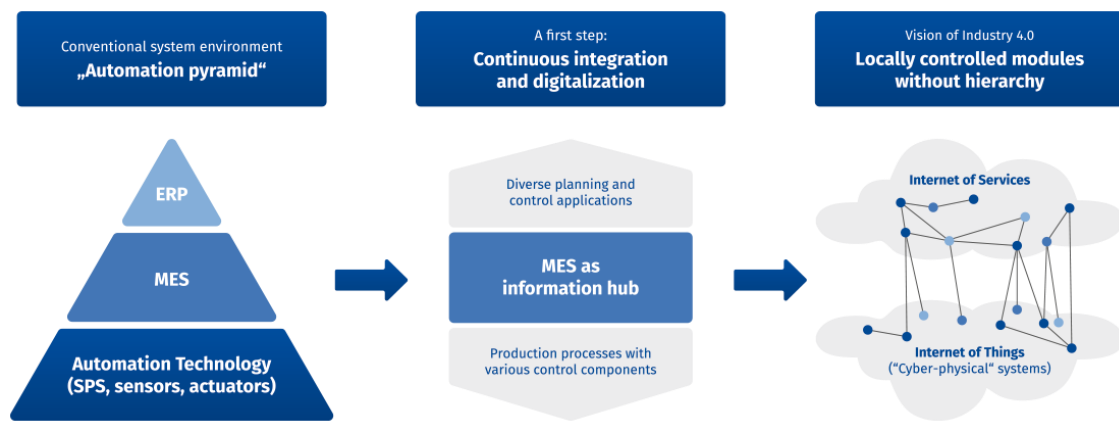 Conventional system environment
„Automation pyramid“
A first step:
Continuous integration
and digitalization
Vision of Industry 4.0
Locally controlled modules
without hierarchy
ERP
MES
Automation Technology
(SPS, sensors, actuators)
Diverse planning and
control applications
MES as
information hub
Production processes with
various control components
Internet of Services
Internet of Things
(“Cyber-physical“ systems)